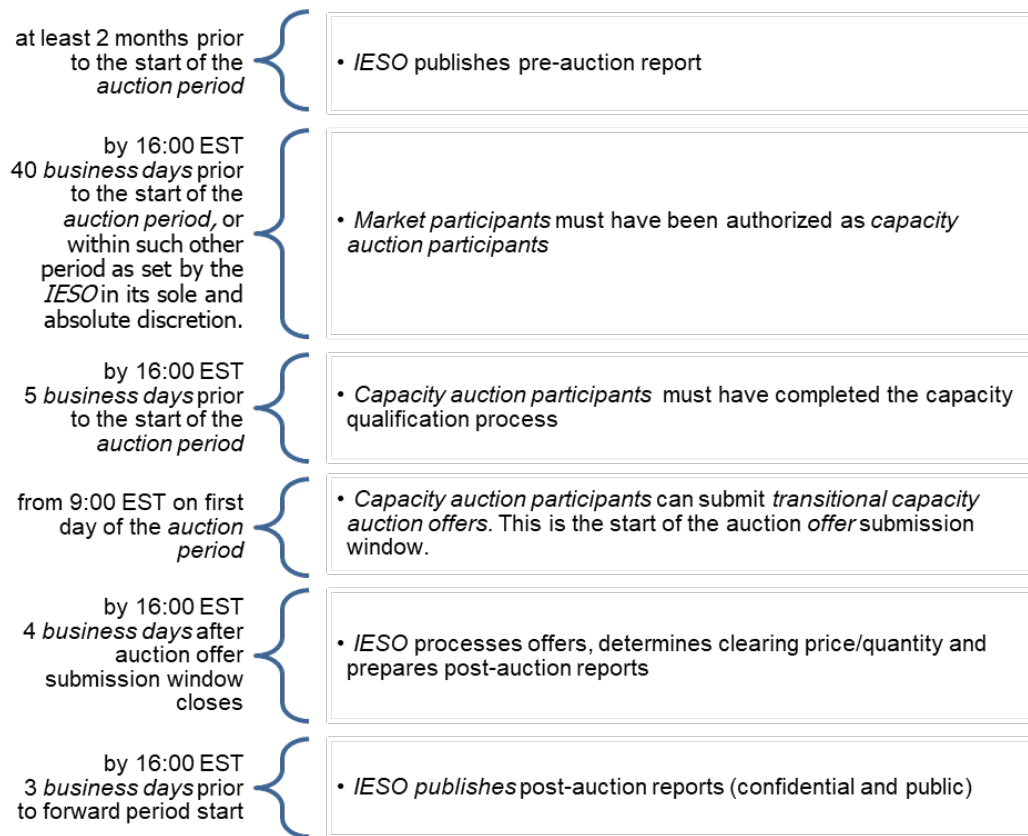 at least 2 months prior
to the start of the
auction period
• IESO publishes pre-auction report
by 16:00 EST
40 business days prior
to the start of the
auction period, or
within such other
period as set by the
IESO in its sole and
absolute discretion.
• Market participants must have been authorized as capacity
auction participants
by 16:00 EST
5 business days prior
to the start of the
auction period
• Capacity auction participants must have completed the capacity
qualification process
from 9:00 EST on first
day of the auction
period
• Capacity auction participants can submit transitional capacity
auction offers. This is the start of the auction offer submission
window.
by 16:00 EST
4 business days after
auction offer
submission window
closes
• IESO processes offers, determines clearing price/quantity and
prepares post-auction reports
by 16:00 EST
3 business days prior
to forward period start
• IESO publishes post-auction reports (confidential and public)